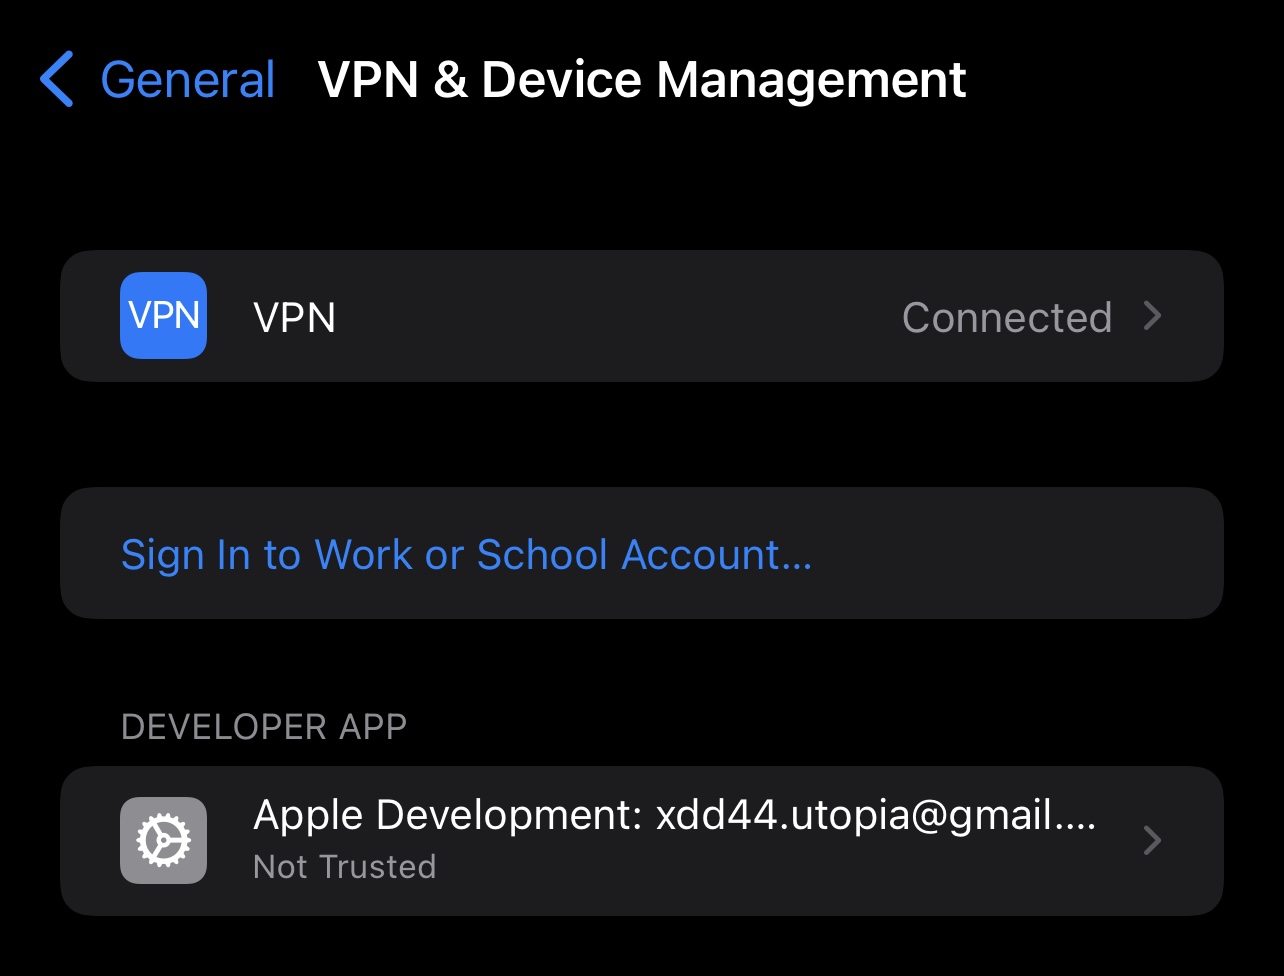 General VPN & Device Management
VPN VPN Connected
Sign In to Work or School Account...
DEVELOPER APP
Apple Development: xdd44.utopia@gmail....
Not Trusted